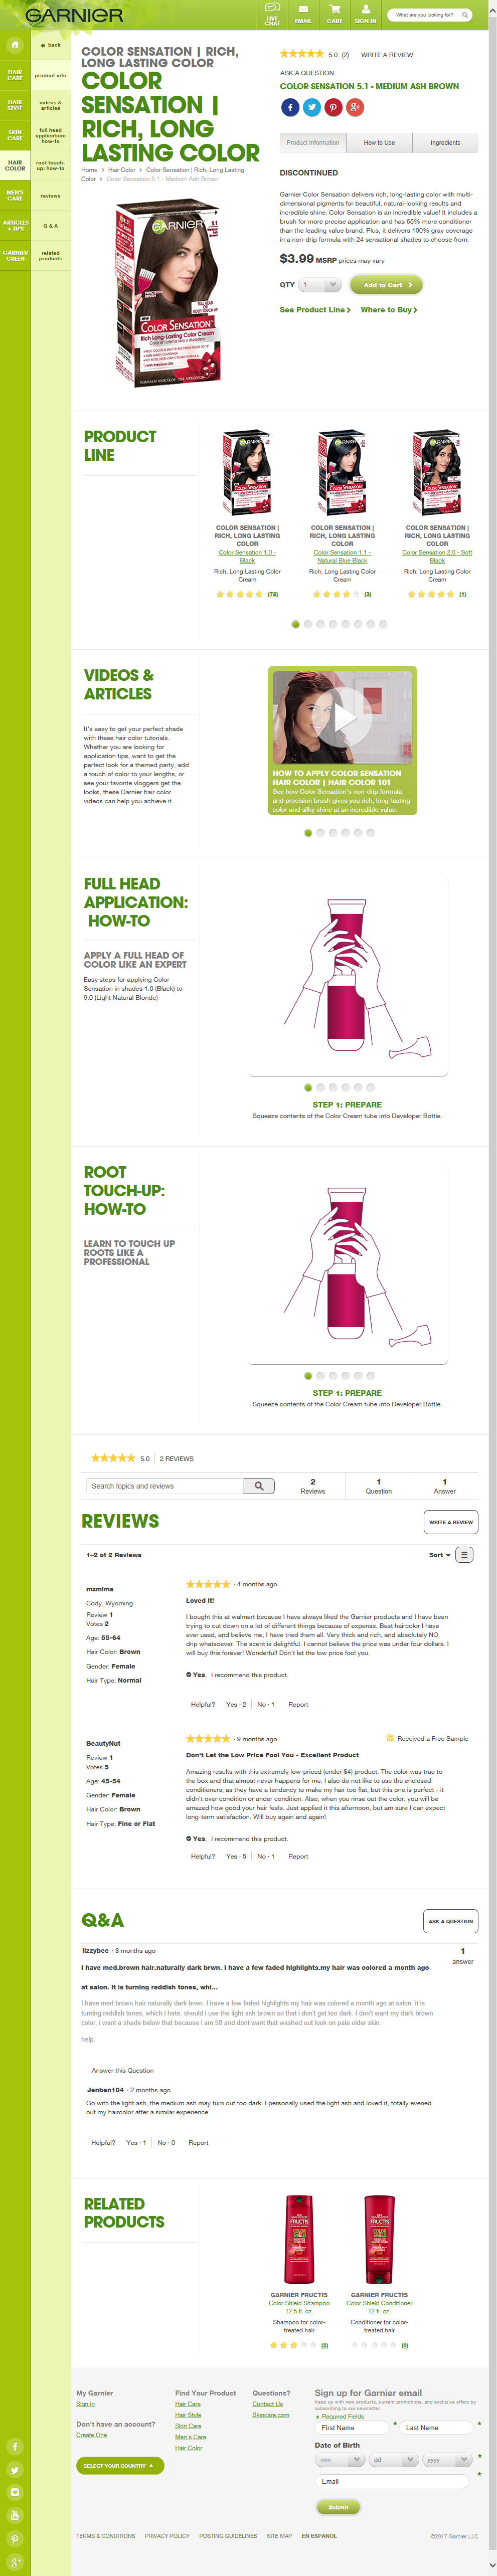 GARNIER
LIVE CHAT
EMAIL
CART
SIGN IN
What are you looking for?
back
HAIR CARE
product info
HAIR STYLE
videos & articles
SKIN CARE
full head application: how-to
HAIR COLOR
root touch-up: how-to
MEN'S CARE
reviews
ARTICLES + TIPS
Q & A
GARNIER GREEN
related products
COLOR SENSATION | RICH,
LONG LASTING COLOR
COLOR
SENSATION |
RICH, LONG
LASTING COLOR
Home > Hair Color > Color Sensation | Rich, Long Lasting
Color > Color Sensation 5.1 - Medium Ash Brown
GARNIER
5.1
COLOR SENSATION
Rich Long-Lasting Color Cream
5.0 (2) WRITE A REVIEW
ASK A QUESTION
COLOR SENSATION 5.1 - MEDIUM ASH BROWN
Product Information
How to Use
Ingredients
DISCONTINUED
Garnier Color Sensation delivers rich, long-lasting color with multi-
dimensional pigments for beautiful, natural-looking results and
incredible shine. Color Sensation is an incredible value! It includes a
brush for more precise application and has 65% more conditioner
than the leading value brand. Plus, it delivers 100% gray coverage
in a non-drip formula with 24 sensational shades to choose from.
$3.99 MSRP prices may vary
QTY 1 Add to Cart
See Product Line > Where to Buy >
PRODUCT
LINE
COLOR SENSATION |
RICH, LONG LASTING
COLOR
Color Sensation 1.0 -
Black
Rich, Long Lasting Color
Cream
(78)
COLOR SENSATION |
RICH, LONG LASTING
COLOR
Color Sensation 1.1 -
Natural Blue Black
Rich, Long Lasting Color
Cream
(3)
COLOR SENSATION |
RICH, LONG LASTING
COLOR
Color Sensation 2.0 - Soft
Black
Rich, Long Lasting Color
Cream
(1)
VIDEOS &
ARTICLES
It's easy to get your perfect shade
with these hair color tutorials.
Whether you are looking for
application tips, want to get the
perfect look for a themed party, add
a touch of color to your lengths, or
see your favorite vloggers get the
looks, these Garnier hair color
videos can help you achieve it.
HOW TO APPLY COLOR SENSATION
HAIR COLOR | HAIR COLOR 101
See how Color Sensation's non-drip formula
and precision brush gives you rich, long-lasting
color and silky shine at an incredible value.
FULL HEAD
APPLICATION:
HOW-TO
APPLY A FULL HEAD OF
COLOR LIKE AN EXPERT
Easy steps for applying Color
Sensation in shades 1.0 (Black) to
9.0 (Light Natural Blonde)
STEP 1: PREPARE
Squeeze contents of the Color Cream tube into Developer Bottle.
ROOT
TOUCH-UP:
HOW-TO
LEARN TO TOUCH UP
ROOTS LIKE A
PROFESSIONAL
STEP 1: PREPARE
Squeeze contents of the Color Cream tube into Developer Bottle.
5.0 2 REVIEWS
Search topics and reviews
2
Reviews
1
Question
1
Answer
REVIEWS
WRITE A REVIEW
1–2 of 2 Reviews
Sort
mzmims
Cody, Wyoming
Review 1
Votes 2
Age: 55-64
Hair Color: Brown
Gender: Female
Hair Type: Normal
· 4 months ago
Loved it!
I bought this at walmart because I have always liked the Garnier products and I have been
trying to cut down on a lot of different things because of expense. Best haircolor I have
ever used, and believe me, I have tried them all. Very thick and rich, and absolutely NO
drip whatsoever. The scent is delightful. I cannot believe the price was under four dollars. I
will buy this forever! Wonderful! Don't let the low price fool you.
Yes, I recommend this product.
Helpful? Yes · 2 No · 1 Report
BeautyNut
Review 1
Votes 5
Age: 45-54
Gender: Female
Hair Color: Brown
Hair Type: Fine or Flat
· 9 months ago
Received a Free Sample
Don't Let the Low Price Fool You - Excellent Product
Amazing results with this extremely low-priced (under $4) product. The color was true to
the box and that almost never happens for me. I also do not like to use the enclosed
conditioners, as they have a tendency to make my hair too flat, but this one is perfect - it
didn't over condition or under condition. Also, when you rinse out the color, you will be
amazed how good your hair feels. Just applied it this afternoon, but am sure I can expect
long-term satisfaction. Will buy again and again!
Yes, I recommend this product.
Helpful? Yes · 5 No · 1 Report
Q&A
ASK A QUESTION
lizzybee · 8 months ago
1
answer
I have med.brown hair.naturally dark brwn. I have a few faded highlights.my hair was colored a month ago
at salon. It is turning reddish tones, whi...
I have med brown hair naturally dark brwn. I have a few faded highlights my hair was colored a month ago at salon. it is
turning reddish tones, which i hate. should i use the light ash brown so that i don't get too dark. I don't want my dark brown
color, i want a shade below that because i am 50 and dont want that washed out look on pale older skin.
help.
Answer this Question
Jenben104 · 2 months ago
Go with the light ash, the medium ash may turn out too dark. I personally used the light ash and loved it, totally evened
out my haircolor after a similar experience
Helpful? Yes · 1 No · 0 Report
RELATED
PRODUCTS
GARNIER FRUCTIS
Color Shield Shampoo
12.5 fl. oz.
Shampoo for color-
treated hair
(2)
GARNIER FRUCTIS
Color Shield Conditioner
12 fl. oz.
Conditioner for color-
treated hair
(0)
My Garnier
Sign In
Don't have an account?
Create One
SELECT YOUR COUNTRY
Find Your Product
Hair Care
Hair Style
Skin Care
Men's Care
Hair Color
Questions?
Contact Us
Skincare.com
Sign up for Garnier email
Keep up with new products, current promotions, and exclusive offers by
subscribing to our newsletter.
* Required Fields
First Name * Last Name *
Date of Birth
mm dd yyyy *
Email *
Submit
TERMS & CONDITIONS PRIVACY POLICY POSTING GUIDELINES SITE MAP EN ESPANOL
©2017 Garnier LLC